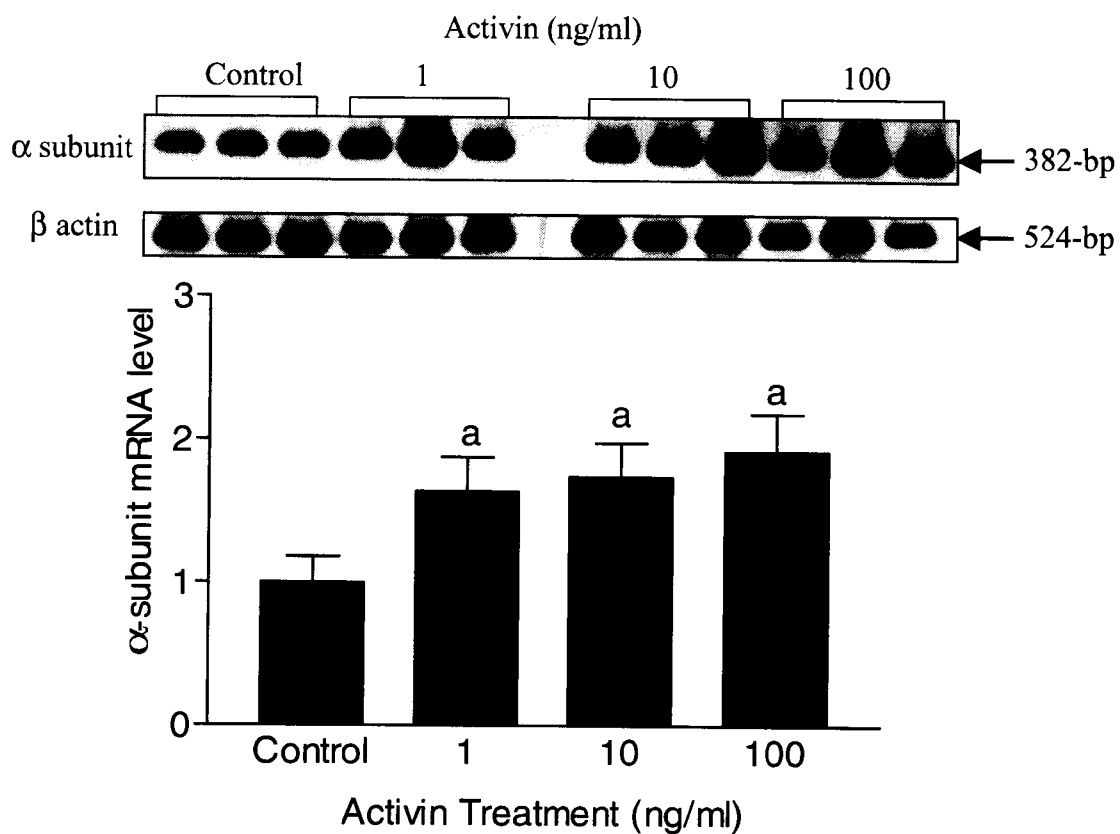 Activin (ng/ml)
Control 1 10 100
α subunit 382-bp
β actin 524-bp
3
2
1
0
α-subunit mRNA level
a a a
Control 1 10 100
Activin Treatment (ng/ml)